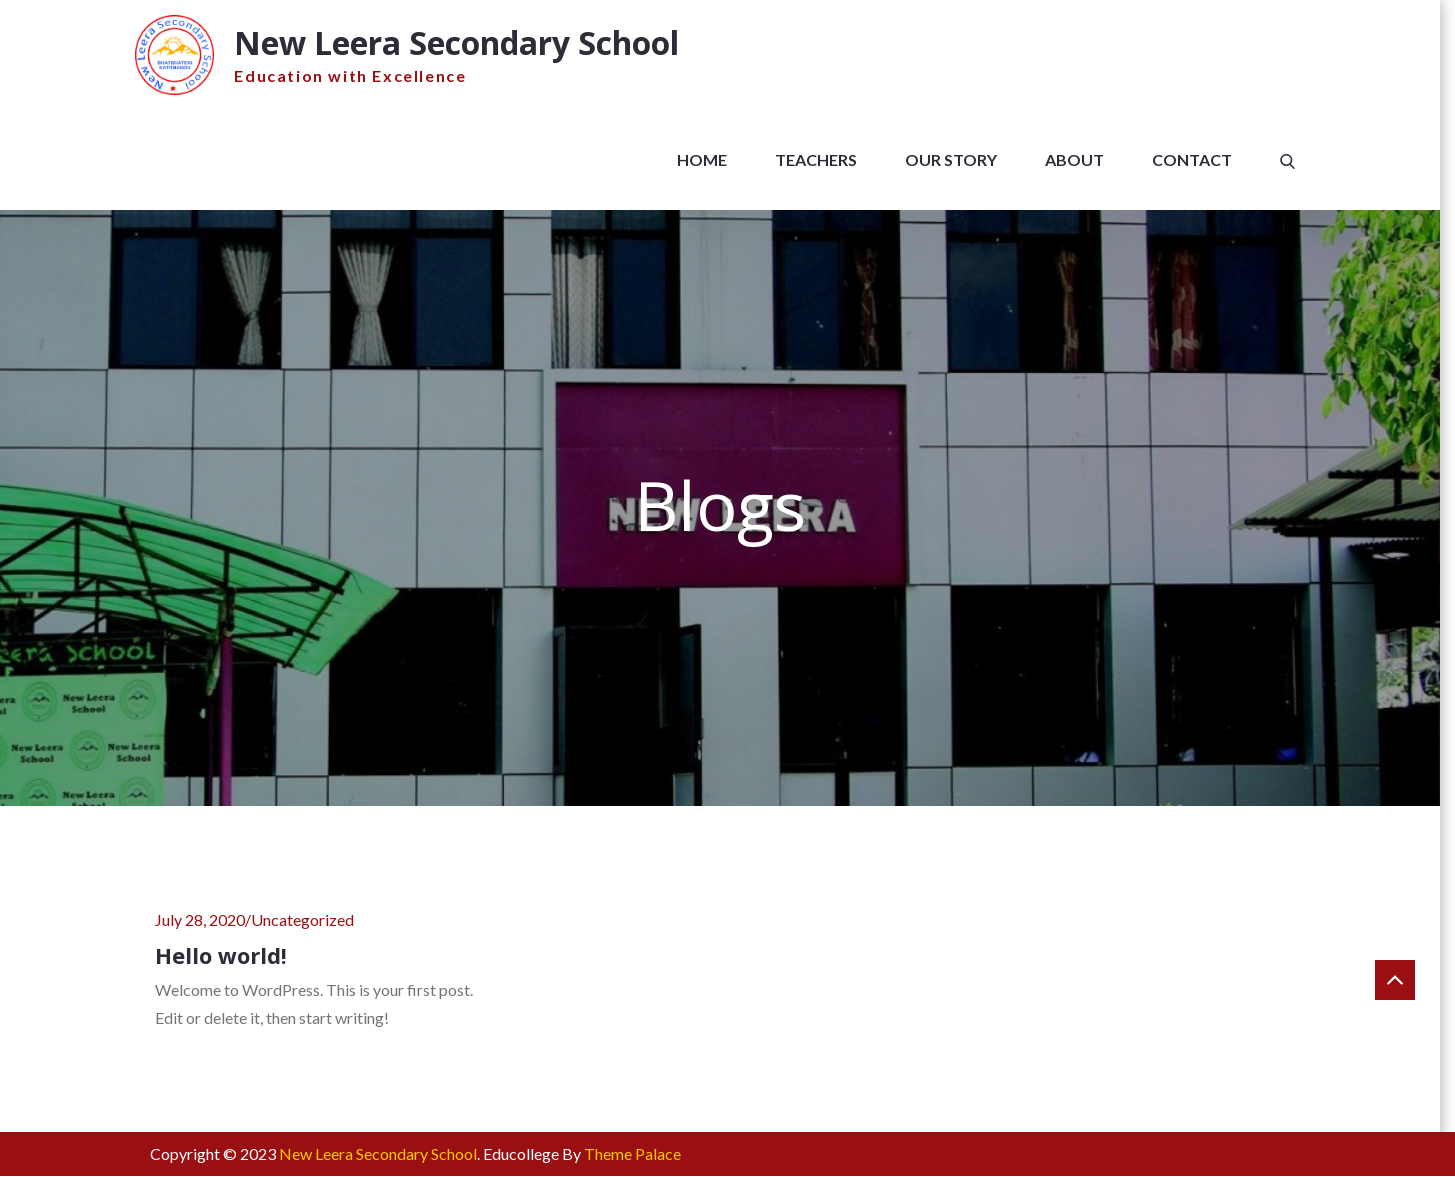 New Leera Secondary School
BHATBHATENI
KATHMANDU
New Leera Secondary School
Education with Excellence
HOME TEACHERS OUR STORY ABOUT CONTACT
Blogs
NEW LEERA
School
New Leera
School
New Leera
School
New Leera
School
New Leera
School
July 28, 2020/Uncategorized
Hello world!
Welcome to WordPress. This is your first post.
Edit or delete it, then start writing!
Copyright © 2023 New Leera Secondary School. Educollege By Theme Palace